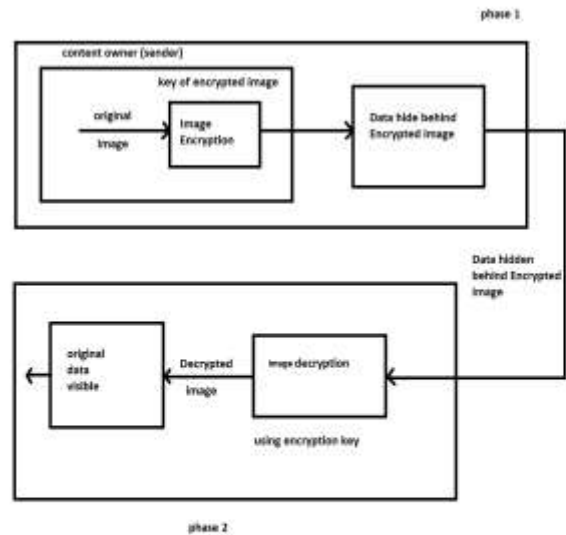 phase 1
content owner (sender)
key of encrypted image
original
image
Image
Encryption
Data hide behind
Encrypted image
Data hidden
behind Encrypted
image
original
data
visible
Decrypted
image
image decryption
using encryption key
phase 2